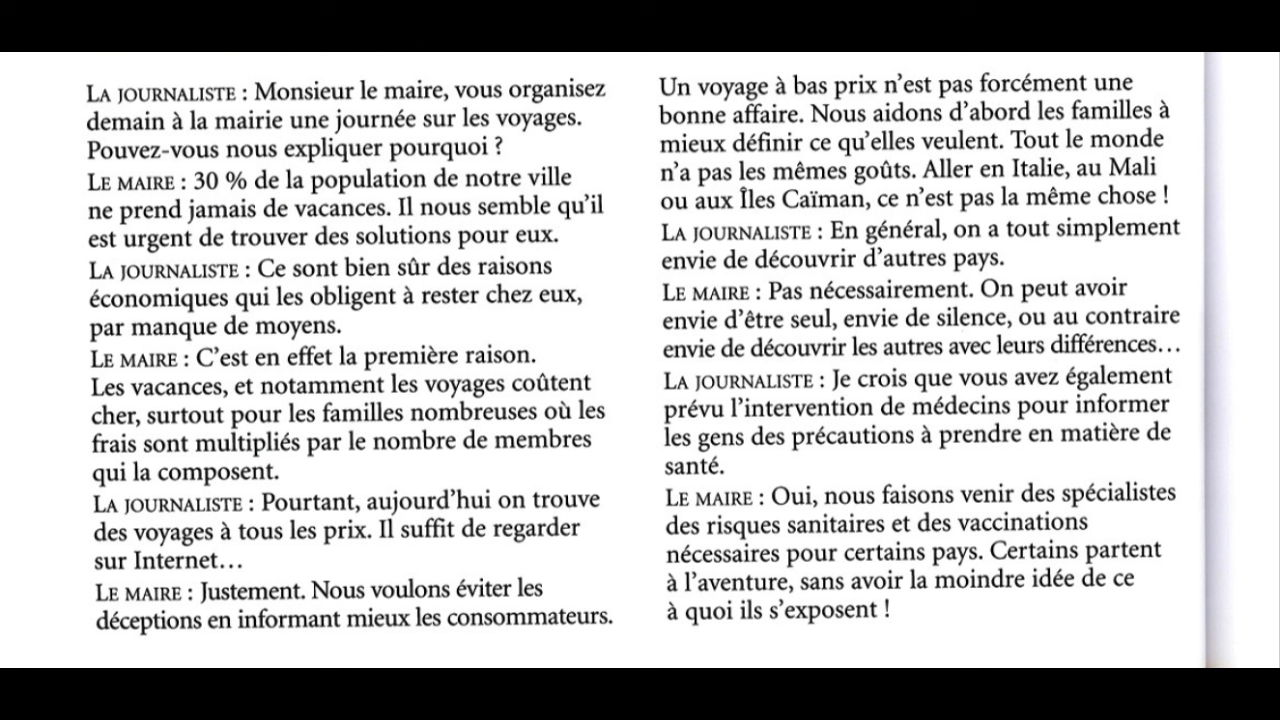 LA JOURNALISTE : Monsieur le maire, vous organisez
demain à la mairie une journée sur les voyages.
Pouvez-vous nous expliquer pourquoi ?
LE MAIRE : 30 % de la population de notre ville
ne prend jamais de vacances. Il nous semble qu’il
est urgent de trouver des solutions pour eux.
LA JOURNALISTE : Ce sont bien sûr des raisons
économiques qui les obligent à rester chez eux,
par manque de moyens.
LE MAIRE : C’est en effet la première raison.
Les vacances, et notamment les voyages coûtent
cher, surtout pour les familles nombreuses où les
frais sont multipliés par le nombre de membres
qui la composent.
LA JOURNALISTE : Pourtant, aujourd’hui on trouve
des voyages à tous les prix. Il suffit de regarder
sur Internet…
LE MAIRE : Justement. Nous voulons éviter les
déceptions en informant mieux les consommateurs.
Un voyage à bas prix n’est pas forcément une
bonne affaire. Nous aidons d’abord les familles à
mieux définir ce qu’elles veulent. Tout le monde
n’a pas les mêmes goûts. Aller en Italie, au Mali
ou aux Îles Caïman, ce n’est pas la même chose !
LA JOURNALISTE : En général, on a tout simplement
envie de découvrir d’autres pays.
LE MAIRE : Pas nécessairement. On peut avoir
envie d’être seul, envie de silence, ou au contraire
envie de découvrir les autres avec leurs différences…
LA JOURNALISTE : Je crois que vous avez également
prévu l’intervention de médecins pour informer
les gens des précautions à prendre en matière de
santé.
LE MAIRE : Oui, nous faisons venir des spécialistes
des risques sanitaires et des vaccinations
nécessaires pour certains pays. Certains partent
à l’aventure, sans avoir la moindre idée de ce
à quoi ils s’exposent !